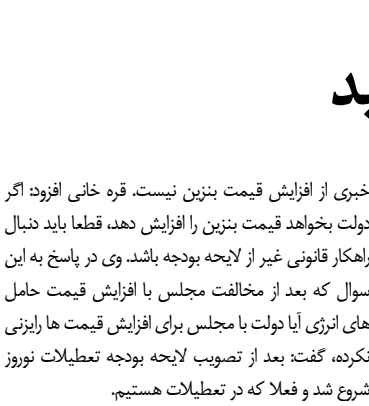 خبری از افزایش قیمت بنزین نیست. قره خانی افزود: اگر
دولت بخواهد قیمت بنزین را افزایش دهد، قطعا باید دنبال
راهکار قانونی غیر از لایحه بودجه باشد. وی در پاسخ به این
سوال که بعد از مخالفت مجلس با افزایش قیمت حامل
های انرژی آیا دولت با مجلس برای افزایش قیمت ها رایزنی
نکرده، گفت: بعد از تصویب لایحه بودجه تعطیلات نوروز
شروع شد و فعلا که در تعطیلات هستیم.